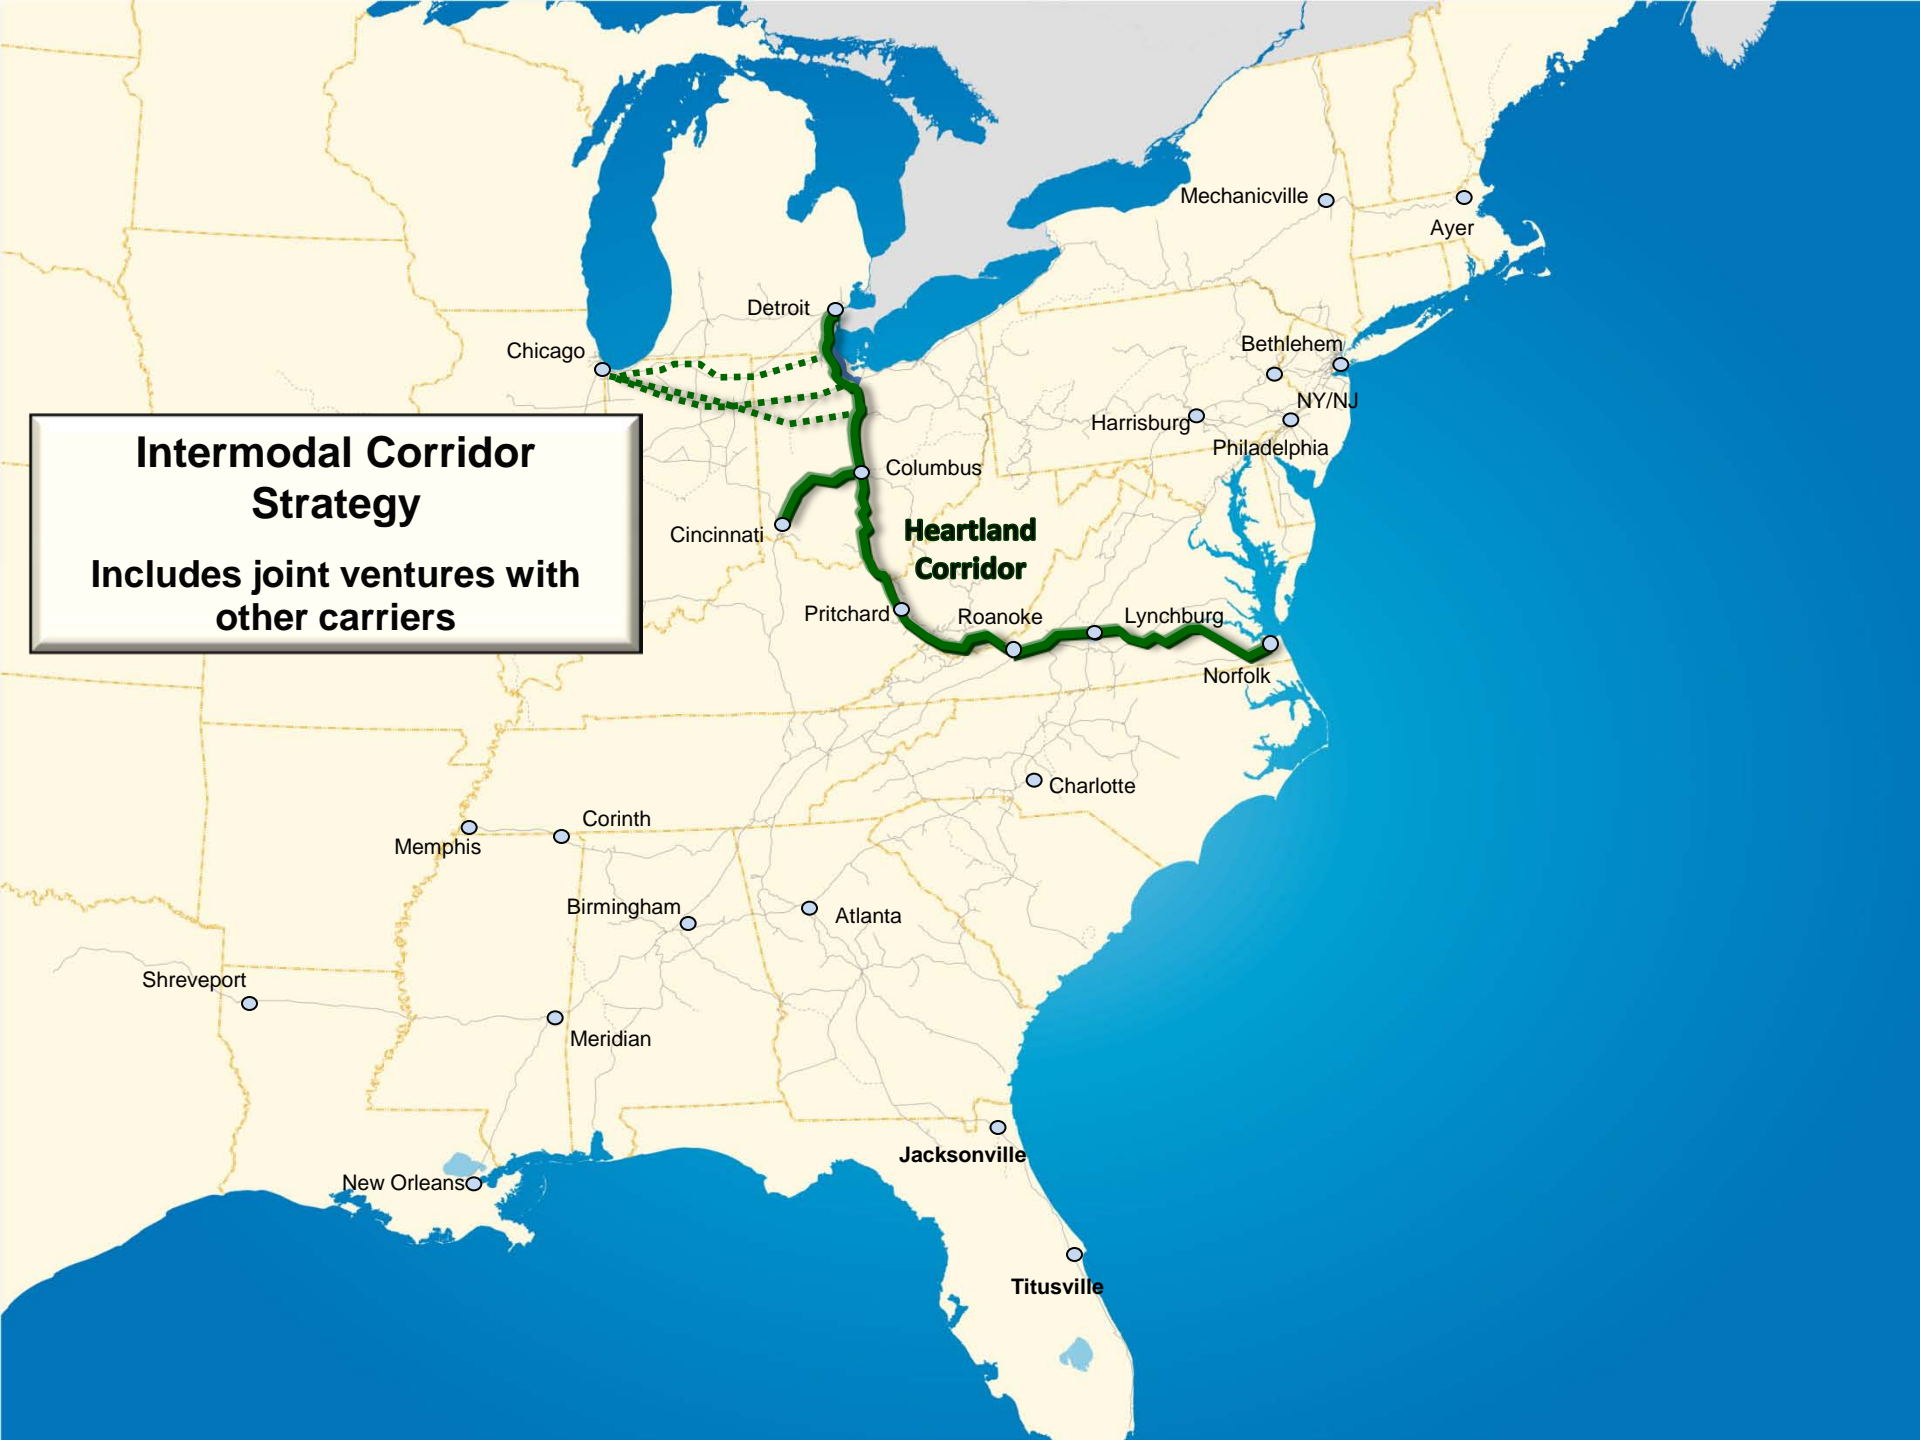 Mechanicville
Ayer
Detroit
Chicago
Bethlehem
NY/NJ
Harrisburg
Philadelphia
Intermodal Corridor
Strategy
Includes joint ventures with
other carriers
Columbus
Cincinnati
Heartland
Corridor
Pritchard
Roanoke
Lynchburg
Norfolk
Charlotte
Corinth
Memphis
Birmingham
Atlanta
Shreveport
Meridian
Jacksonville
New Orleans
Titusville